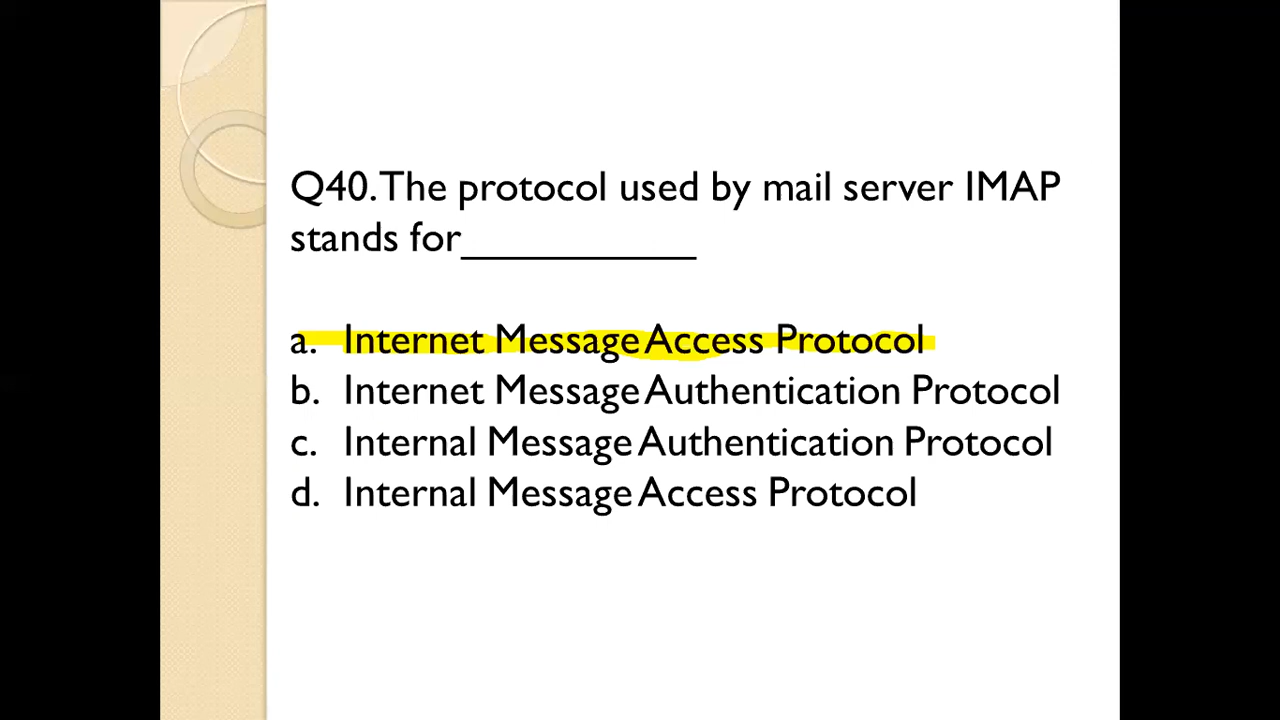 Q40. The protocol used by mail server IMAP
stands for___________
a. Internet Message Access Protocol
b. Internet Message Authentication Protocol
c. Internal Message Authentication Protocol
d. Internal Message Access Protocol